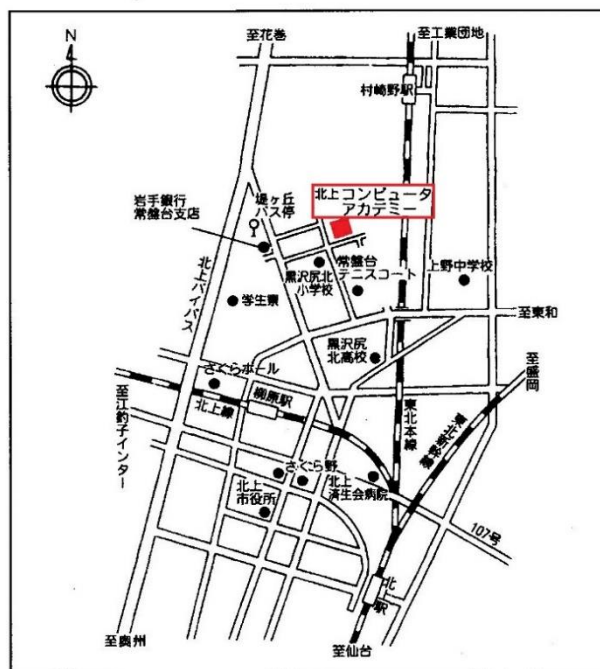 N
至花巻
至工業団地
村崎野駅
北上コンピュータ
アカデミー
堤ヶ丘
バス停
岩手銀行
常盤台支店
北上バイパス
黒沢尻北
小学校
常盤台
テニスコート
上野中学校
学生寮
至東和
黒沢尻
北高校
至盛岡
さくらホール
柳原駅
北上線
至江釣子インター
東北本線
東北新幹線
さくら野
北上
市役所
北上
済生会病院
107号
北
駅
至奥州
至仙台